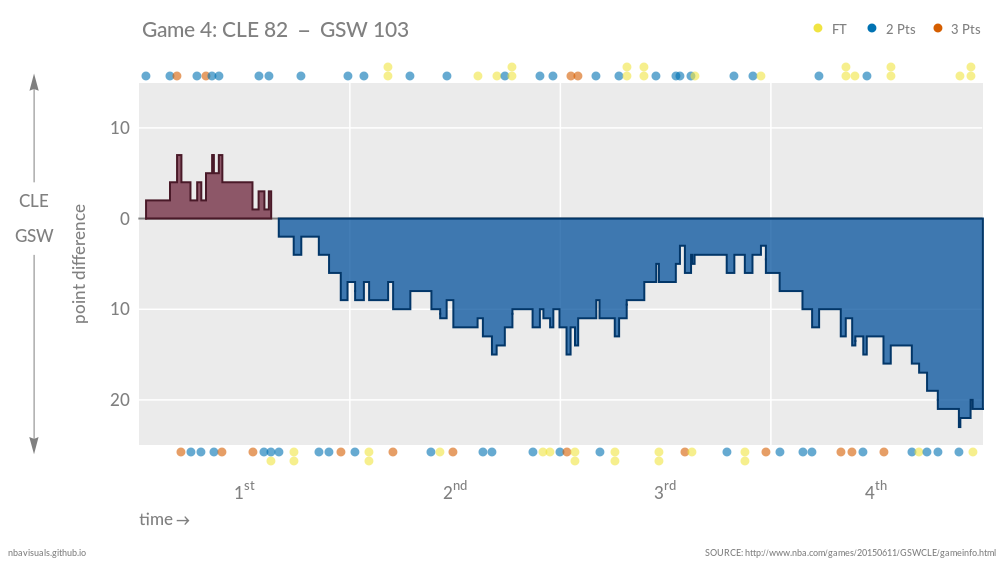 Game 4: CLE 82 – GSW 103
FT
2 Pts
3 Pts
CLE
GSW
point difference
10
0
10
20
1st
2nd
3rd
4th
time→
nbavisuals.github.io
SOURCE: http://www.nba.com/games/20150611/GSWCLE/gameinfo.html